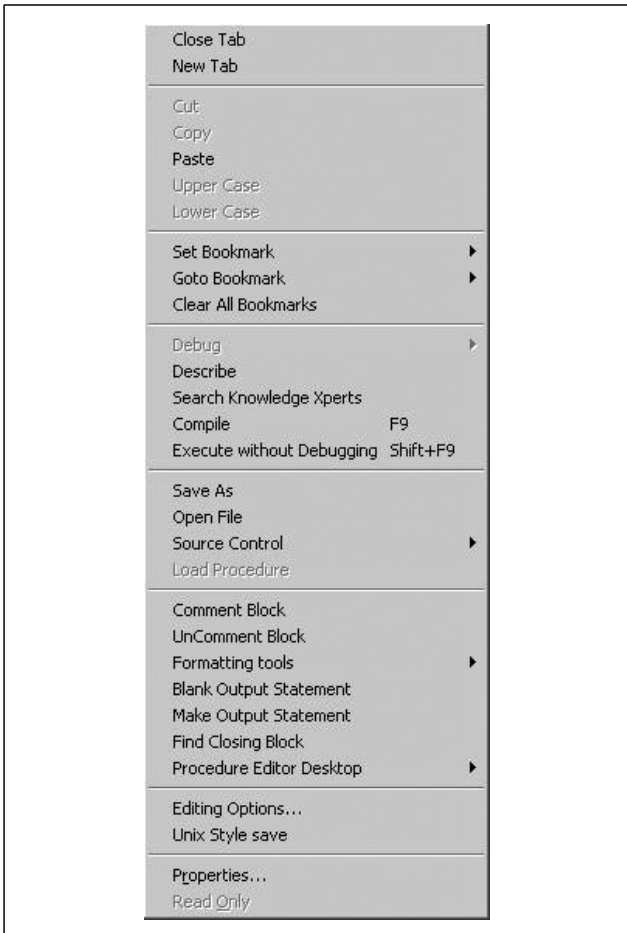 Close Tab
New Tab
Cut
Copy
Paste
Upper Case
Lower Case
Set Bookmark
Goto Bookmark
Clear All Bookmarks
Debug
Describe
Search Knowledge Xperts
Compile F9
Execute without Debugging Shift+F9
Save As
Open File
Source Control
Load Procedure
Comment Block
UnComment Block
Formatting tools
Blank Output Statement
Make Output Statement
Find Closing Block
Procedure Editor Desktop
Editing Options...
Unix Style save
Properties...
Read Only